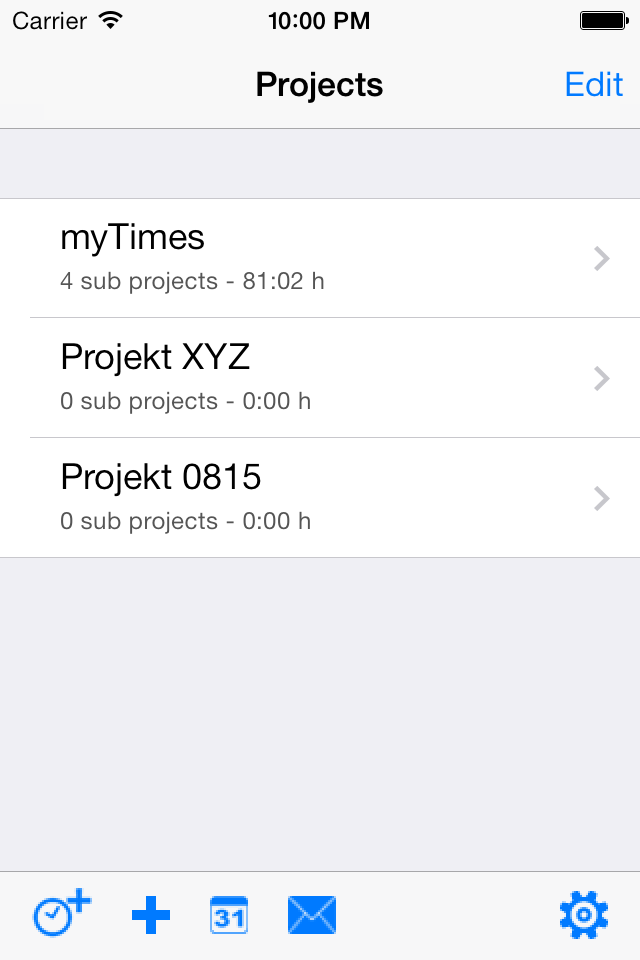 Carrier 10:00 PM
Projects Edit
myTimes
4 sub projects - 81:02 h
Projekt XYZ
0 sub projects - 0:00 h
Projekt 0815
0 sub projects - 0:00 h
31